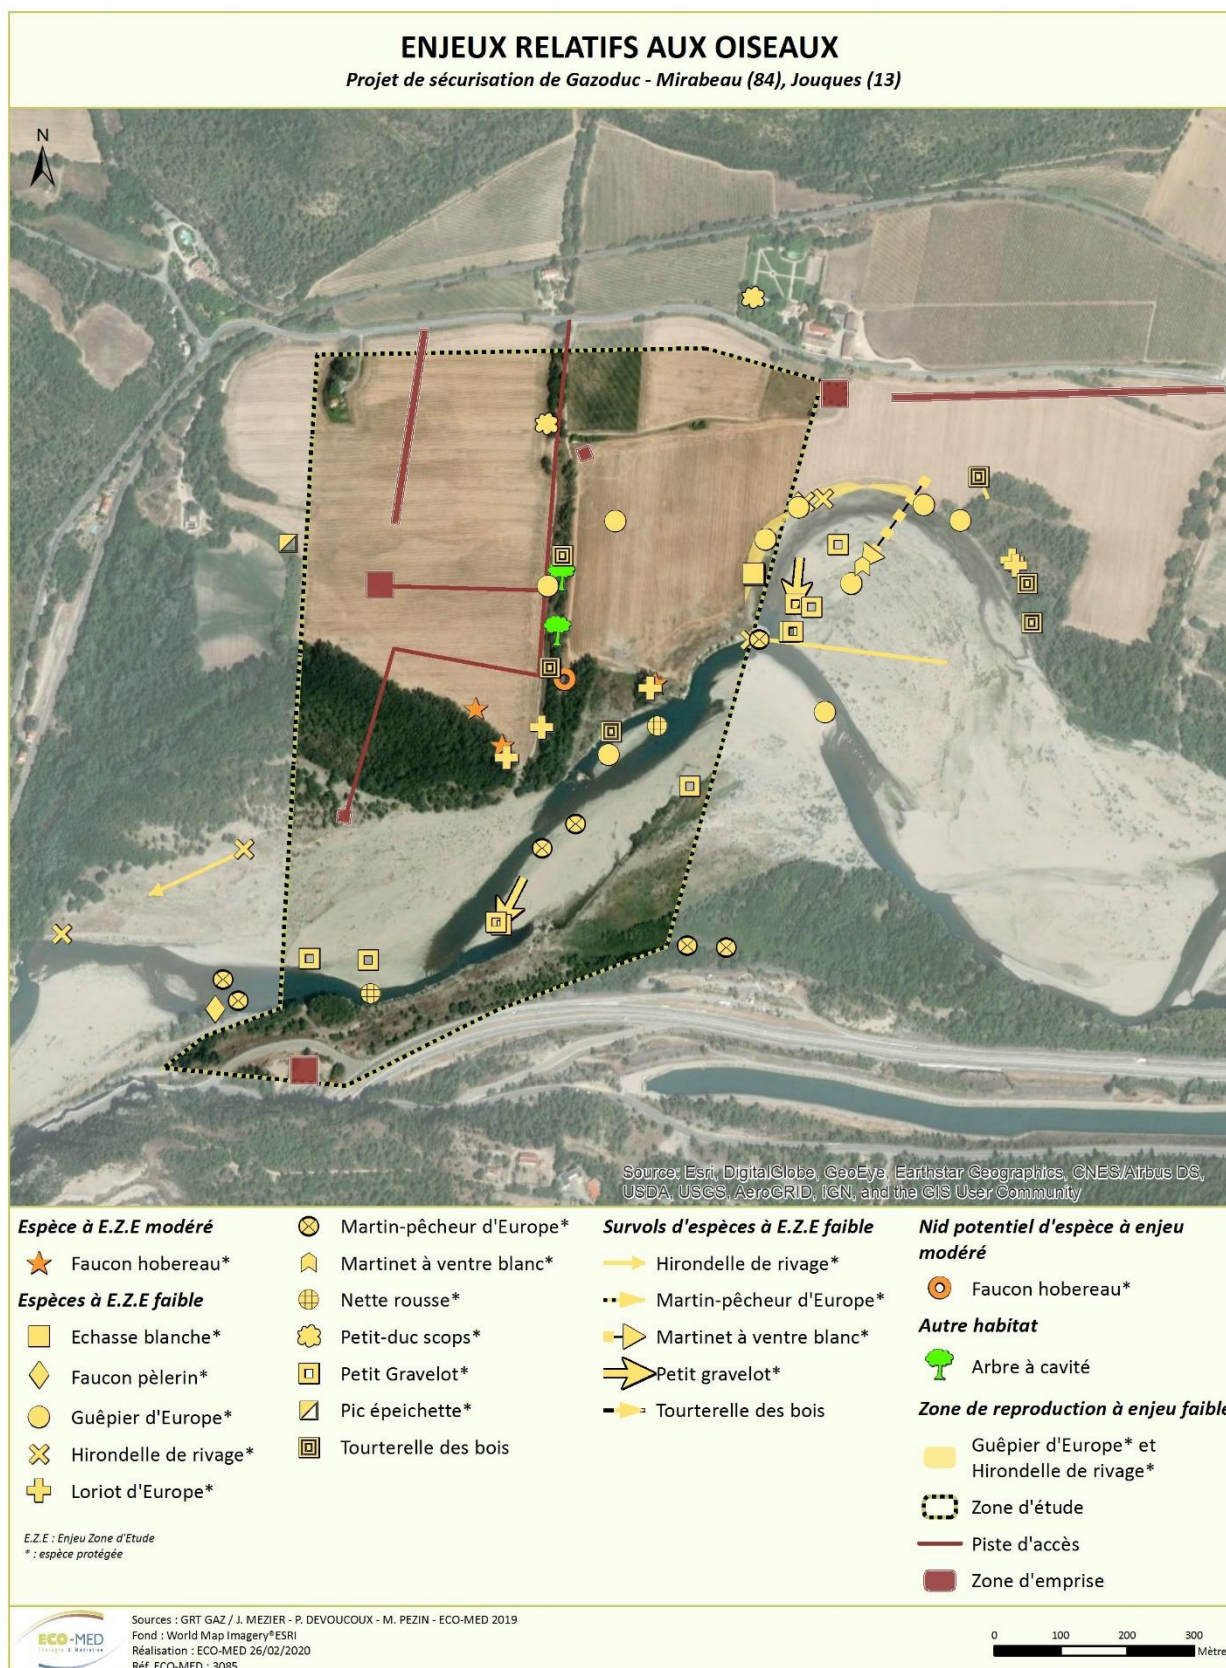 ENJEUX RELATIFS AUX OISEAUX
Projet de sécurisation de Gazoduc - Mirabeau (84), Jouques (13)
N
Source: Esri, DigitalGlobe, GeoEye, Earthstar Geographics, CNES/Airbus DS,
USDA, USGS, AeroGRID, IGN, and the GIS User Community
Espèce à E.Z.E modéré
Faucon hobereau*
Espèces à E.Z.E faible
Echasse blanche*
Faucon pèlerin*
Guêpier d'Europe*
Hirondelle de rivage*
Loriot d'Europe*
Martin-pêcheur d'Europe*
Martinet à ventre blanc*
Nette rousse*
Petit-duc scops*
Petit Gravelot*
Pic épeichette*
Tourterelle des bois
Survols d'espèces à E.Z.E faible
Hirondelle de rivage*
Martin-pêcheur d'Europe*
Martinet à ventre blanc*
Petit gravelot*
Tourterelle des bois
Nid potentiel d'espèce à enjeu
modéré
Faucon hobereau*
Autre habitat
Arbre à cavité
Zone de reproduction à enjeu faible
Guêpier d'Europe* et
Hirondelle de rivage*
Zone d'étude
Piste d'accès
Zone d'emprise
E.Z.E : Enjeu Zone d'Etude
* : espèce protégée
ECO-MED
Ecologie & Médiation
Sources : GRT GAZ / J. MEZIER - P. DEVOUCOUX - M. PEZIN - ECO-MED 2019
Fond : World Map Imagery®ESRI
Réalisation : ECO-MED 26/02/2020
Réf. ECO-MED : 3085
0 100 200 300
Mètre